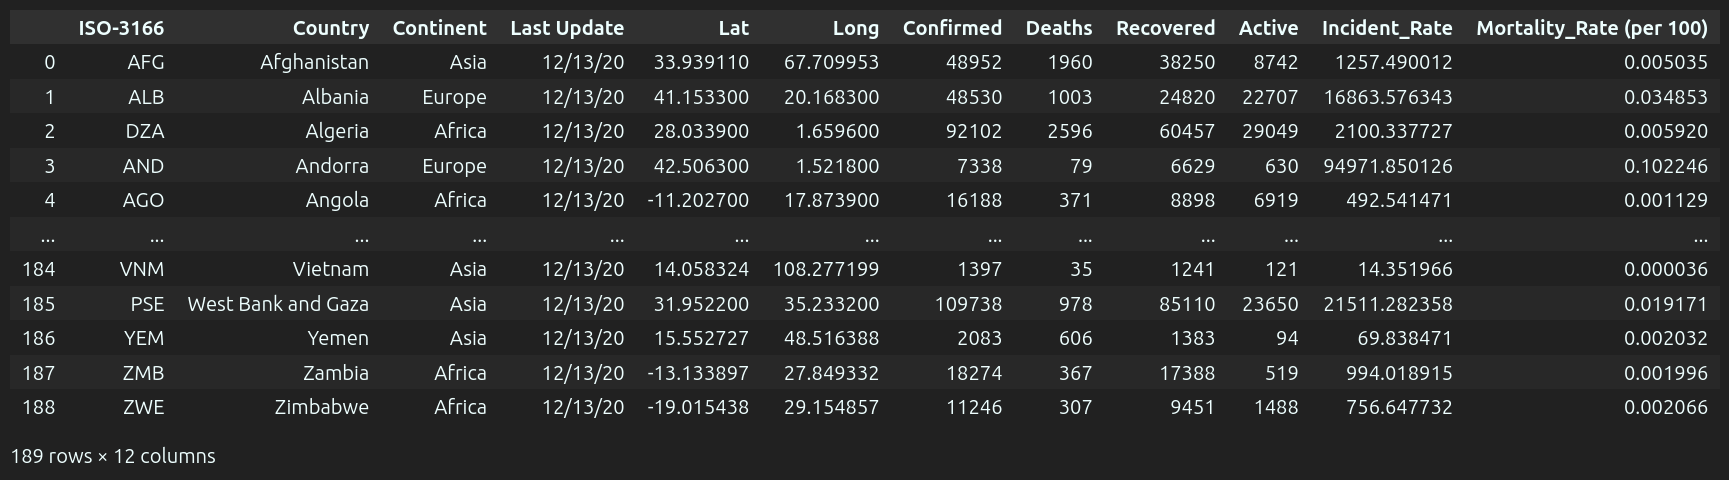 ISO-3166 Country Continent Last Update Lat Long Confirmed Deaths Recovered Active Incident_Rate Mortality_Rate (per 100)
0 AFG Afghanistan Asia 12/13/20 33.939110 67.709953 48952 1960 38250 8742 1257.490012 0.005035
1 ALB Albania Europe 12/13/20 41.153300 20.168300 48530 1003 24820 22707 16863.576343 0.034853
2 DZA Algeria Africa 12/13/20 28.033900 1.659600 92102 2596 60457 29049 2100.337727 0.005920
3 AND Andorra Europe 12/13/20 42.506300 1.521800 7338 79 6629 630 94971.850126 0.102246
4 AGO Angola Africa 12/13/20 -11.202700 17.873900 16188 371 8898 6919 492.541471 0.001129
... ... ... ... ... ... ... ... ... ... ... ... ...
184 VNM Vietnam Asia 12/13/20 14.058324 108.277199 1397 35 1241 121 14.351966 0.000036
185 PSE West Bank and Gaza Asia 12/13/20 31.952200 35.233200 109738 978 85110 23650 21511.282358 0.019171
186 YEM Yemen Asia 12/13/20 15.552727 48.516388 2083 606 1383 94 69.838471 0.002032
187 ZMB Zambia Africa 12/13/20 -13.133897 27.849332 18274 367 17388 519 994.018915 0.001996
188 ZWE Zimbabwe Africa 12/13/20 -19.015438 29.154857 11246 307 9451 1488 756.647732 0.002066
189 rows × 12 columns